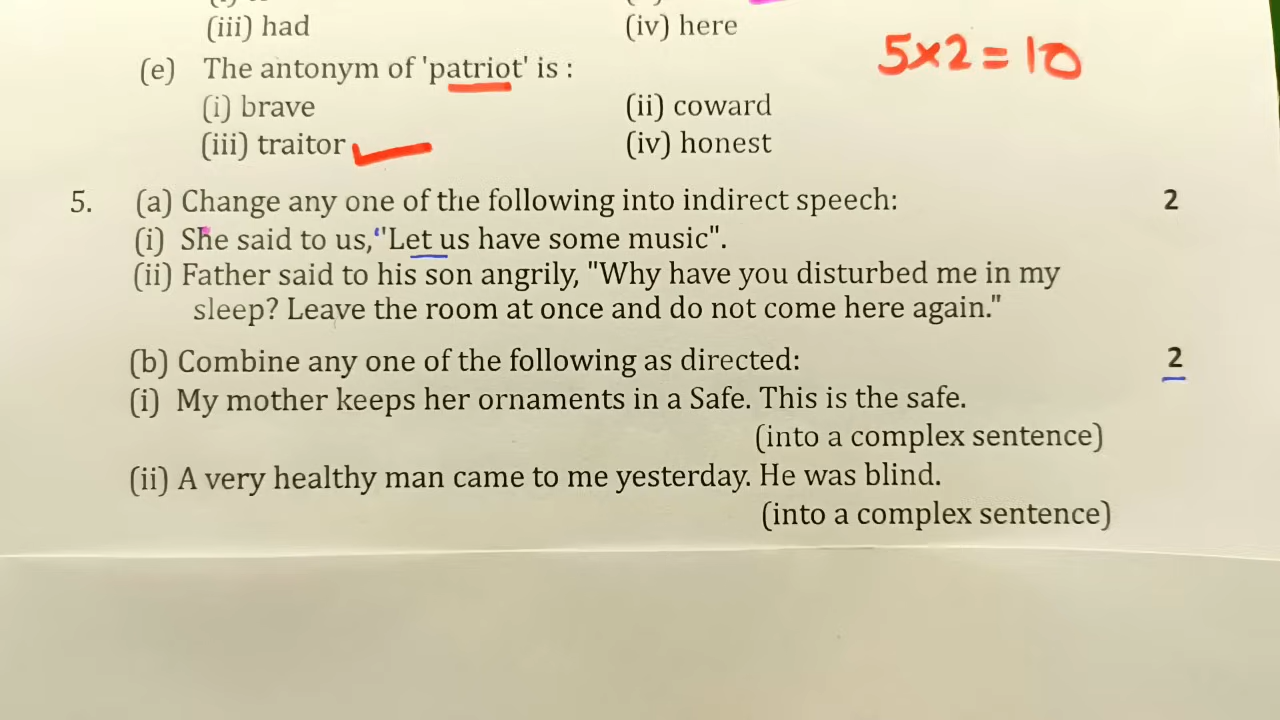 (iii) had (iv) here
5×2=10
(e) The antonym of 'patriot' is :
(i) brave (ii) coward
(iii) traitor (iv) honest
5. (a) Change any one of the following into indirect speech: 2
(i) She said to us,"Let us have some music".
(ii) Father said to his son angrily, "Why have you disturbed me in my
sleep? Leave the room at once and do not come here again."
(b) Combine any one of the following as directed: 2
(i) My mother keeps her ornaments in a Safe. This is the safe.
(into a complex sentence)
(ii) A very healthy man came to me yesterday. He was blind.
(into a complex sentence)